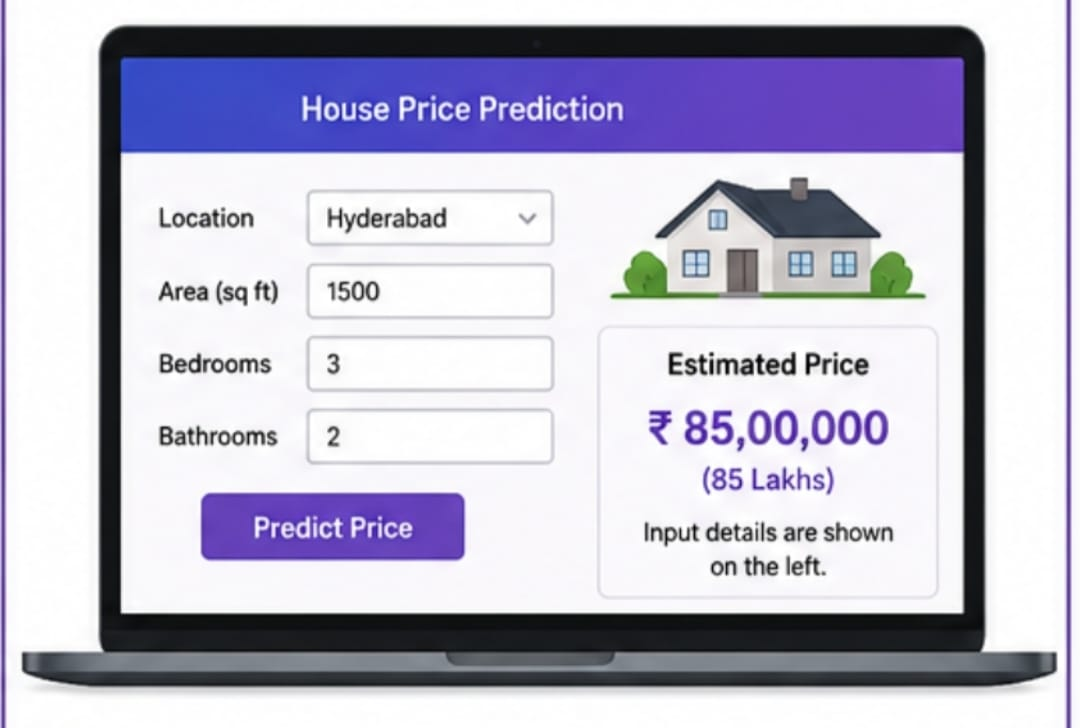 House Price Prediction
Location
Hyderabad
Area (sq ft)
1500
Bedrooms
3
Bathrooms
2
Predict Price
Estimated Price
₹ 85,00,000
(85 Lakhs)
Input details are shown
on the left.